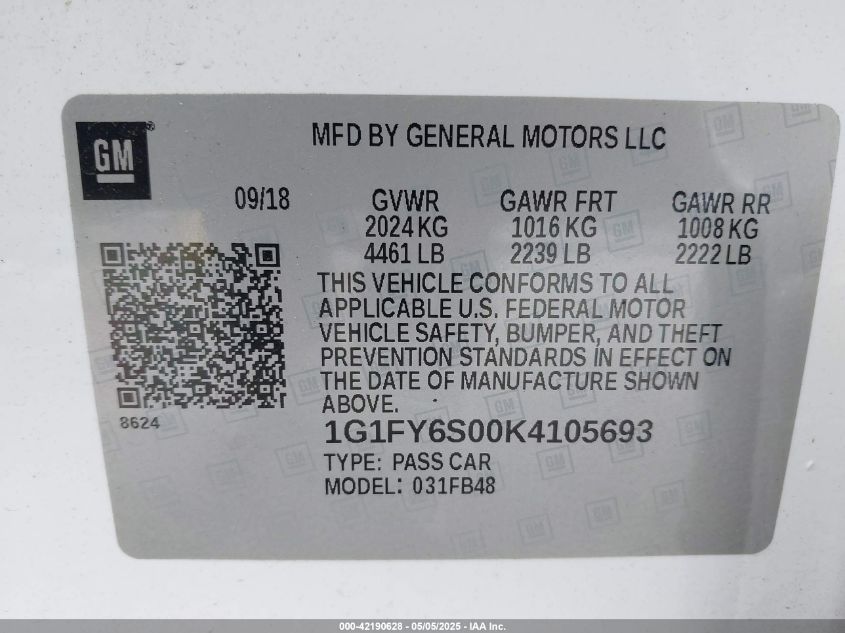 GM
MFD BY GENERAL MOTORS LLC
09/18 GVWR GAWR FRT GAWR RR
2024 KG 1016 KG 1008 KG
4461 LB 2239 LB 2222 LB
THIS VEHICLE CONFORMS TO ALL
APPLICABLE U.S. FEDERAL MOTOR
VEHICLE SAFETY, BUMPER, AND THEFT
PREVENTION STANDARDS IN EFFECT ON
THE DATE OF MANUFACTURE SHOWN
ABOVE.
8624
1G1FY6S00K4105693
TYPE: PASS CAR
MODEL: 031FB48
000-42190628 - 05/05/2025 - IAA Inc.